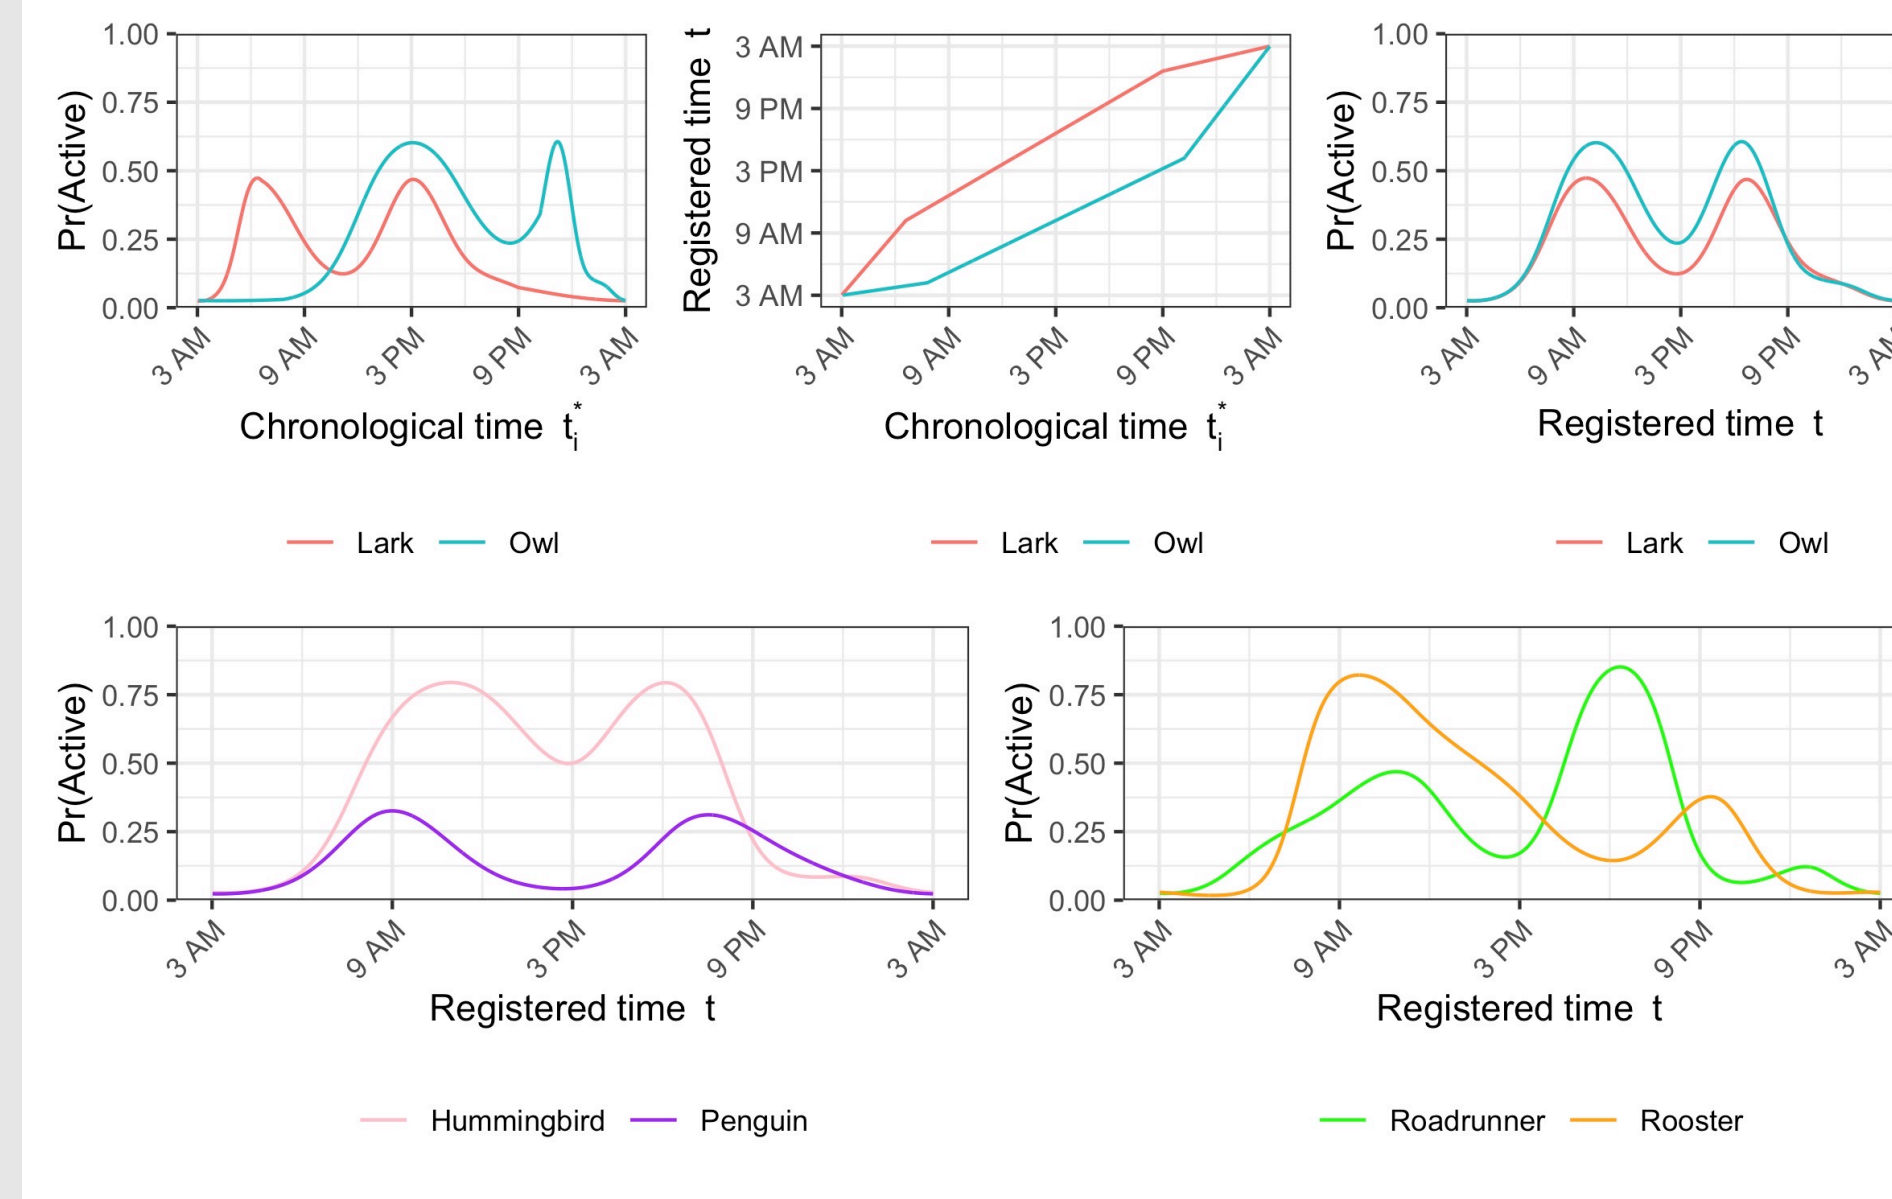 Pr(Active)
1.00
0.75
0.50
0.25
0.00
3 AM
9 AM
3 PM
9 PM
3 AM
Chronological time t*i
Lark Owl
Registered time t
3 AM
9 PM
3 PM
9 AM
3 AM
3 AM
9 AM
3 PM
9 PM
3 AM
Chronological time t*i
Lark Owl
Pr(Active)
1.00
0.75
0.50
0.25
0.00
3 AM
9 AM
3 PM
9 PM
3 AM
Registered time t
Lark Owl
Pr(Active)
1.00
0.75
0.50
0.25
0.00
3 AM
9 AM
3 PM
9 PM
3 AM
Registered time t
Hummingbird Penguin
Pr(Active)
1.00
0.75
0.50
0.25
0.00
3 AM
9 AM
3 PM
9 PM
3 AM
Registered time t
Roadrunner Rooster